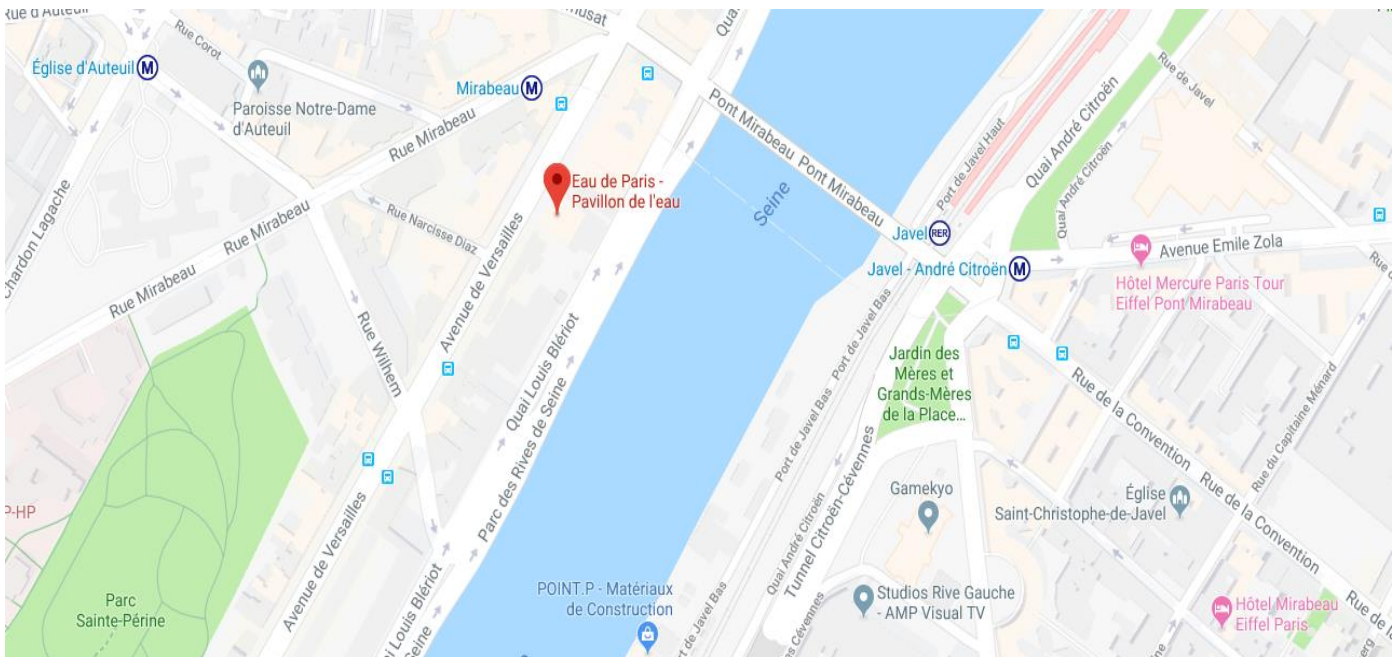 Rue Corot
Église d'Auteuil M
Paroisse Notre-Dame
d'Auteuil
Mirabeau M
Rue Mirabeau
Rue Mirabeau
Rue Mirabeau
Chardon Lagache
Rue Narcisse Diaz
Eau de Paris -
Pavillon de l'eau
Avenue de Versailles
Rue Wilhem
Quai Louis Blériot
Parc des Rives de Seine
Avenue de Versailles
Parc
Sainte-Périne
P-HP
Louis Blériot
Seine
Pont Mirabeau
Pont Mirabeau
Seine
Port de Javel Haut
Quai André Citroën
Rue de Javel
Quai André Citroën
Javel RER
Javel - André Citroën M
Avenue Emile Zola
Hôtel Mercure Paris Tour
Eiffel Pont Mirabeau
Jardin des
Mères et
Grands-Mères
de la Place...
Port de Javel Bas
Port de Javel Bas
Quai André Citroën
Tunnel Citroën-Cévennes
Rue de la Convention
Rue de la Convention
Rue de
Rue du Capitaine Ménard
Gamekyo
Église
Saint-Christophe-de-Javel
Studios Rive Gauche
- AMP Visual TV
POINT.P - Matériaux
de Construction
de Javel Bas
Cévennes
Hôtel Mirabeau
Eiffel Paris